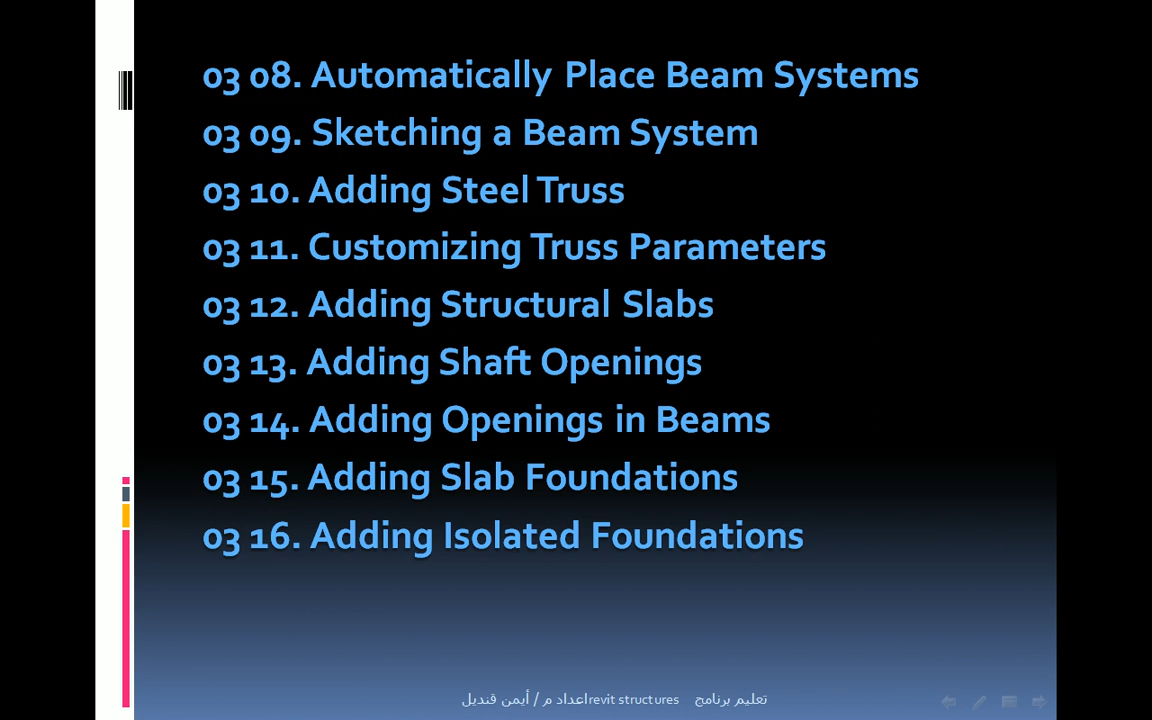 03 08. Automatically Place Beam Systems
03 09. Sketching a Beam System
03 10. Adding Steel Truss
03 11. Customizing Truss Parameters
03 12. Adding Structural Slabs
03 13. Adding Shaft Openings
03 14. Adding Openings in Beams
03 15. Adding Slab Foundations
03 16. Adding Isolated Foundations
تعليم برنامج revit structures اعداد م / أيمن قنديل